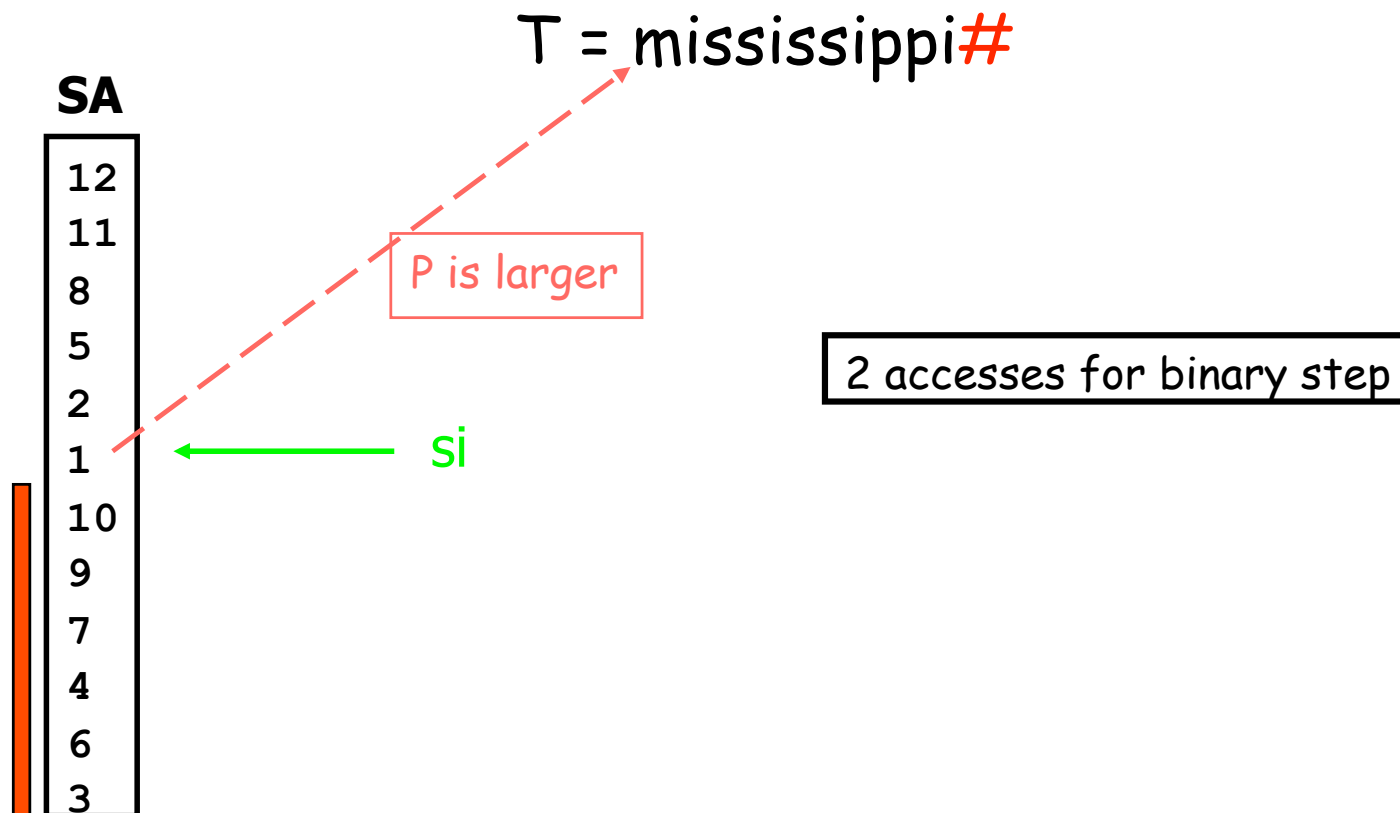 T = mississippi#
SA
12
11
8
5
2
1
10
9
7
4
6
3
P is larger
2 accesses for binary step
si